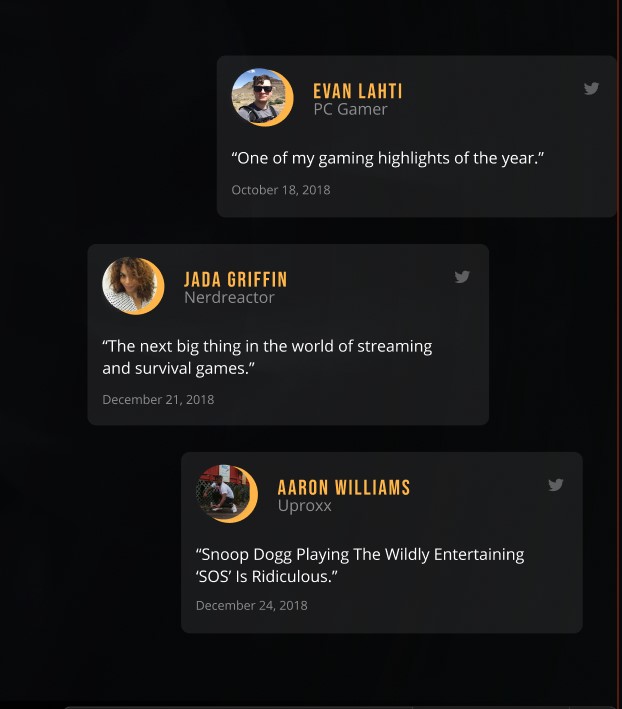 EVAN LAHTI
PC Gamer
“One of my gaming highlights of the year.”
October 18, 2018
JADA GRIFFIN
Nerdreactor
“The next big thing in the world of streaming
and survival games.”
December 21, 2018
AARON WILLIAMS
Uproxx
“Snoop Dogg Playing The Wildly Entertaining
‘SOS’ Is Ridiculous.”
December 24, 2018